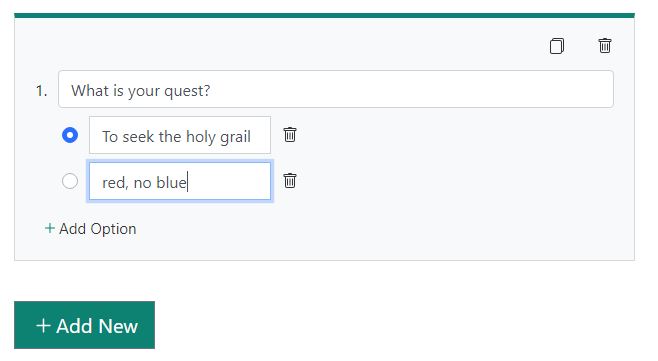 1. What is your quest?
To seek the holy grail
red, no blue
+ Add Option
+ Add New